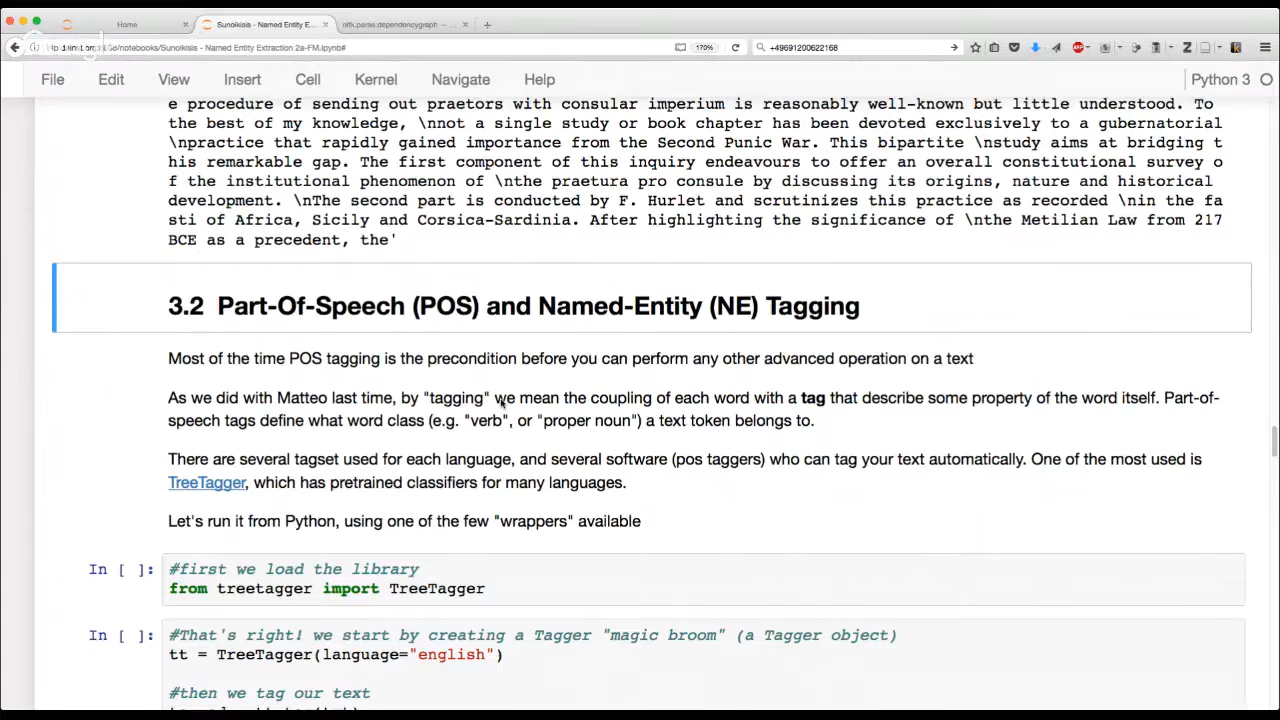 Home
Sunoikisis - Named Entity E...
nltk.parse.dependencygraph — ...
notebooks/Sunoikisis - Named Entity Extraction 2a-FM.ipynb#
170%
+49691200622168
File Edit View Insert Cell Kernel Navigate Help
Python 3
e procedure of sending out praetors with consular imperium is reasonably well-known but little understood. To
the best of my knowledge, \nnot a single study or book chapter has been devoted exclusively to a gubernatorial
\npractice that rapidly gained importance from the Second Punic War. This bipartite \nstudy aims at bridging t
his remarkable gap. The first component of this inquiry endeavours to offer an overall constitutional survey o
f the institutional phenomenon of \nthe praetura pro consule by discussing its origins, nature and historical
development. \nThe second part is conducted by F. Hurlet and scrutinizes this practice as recorded \nin the fa
sti of Africa, Sicily and Corsica-Sardinia. After highlighting the significance of \nthe Metilian Law from 217
BCE as a precedent, the'
3.2 Part-Of-Speech (POS) and Named-Entity (NE) Tagging
Most of the time POS tagging is the precondition before you can perform any other advanced operation on a text
As we did with Matteo last time, by "tagging" we mean the coupling of each word with a tag that describe some property of the word itself. Part-of-
speech tags define what word class (e.g. "verb", or "proper noun") a text token belongs to.
There are several tagset used for each language, and several software (pos taggers) who can tag your text automatically. One of the most used is
TreeTagger, which has pretrained classifiers for many languages.
Let's run it from Python, using one of the few "wrappers" available
In [ ]: #first we load the library
from treetagger import TreeTagger
In [ ]: #That's right! we start by creating a Tagger "magic broom" (a Tagger object)
tt = TreeTagger(language="english")
#then we tag our text